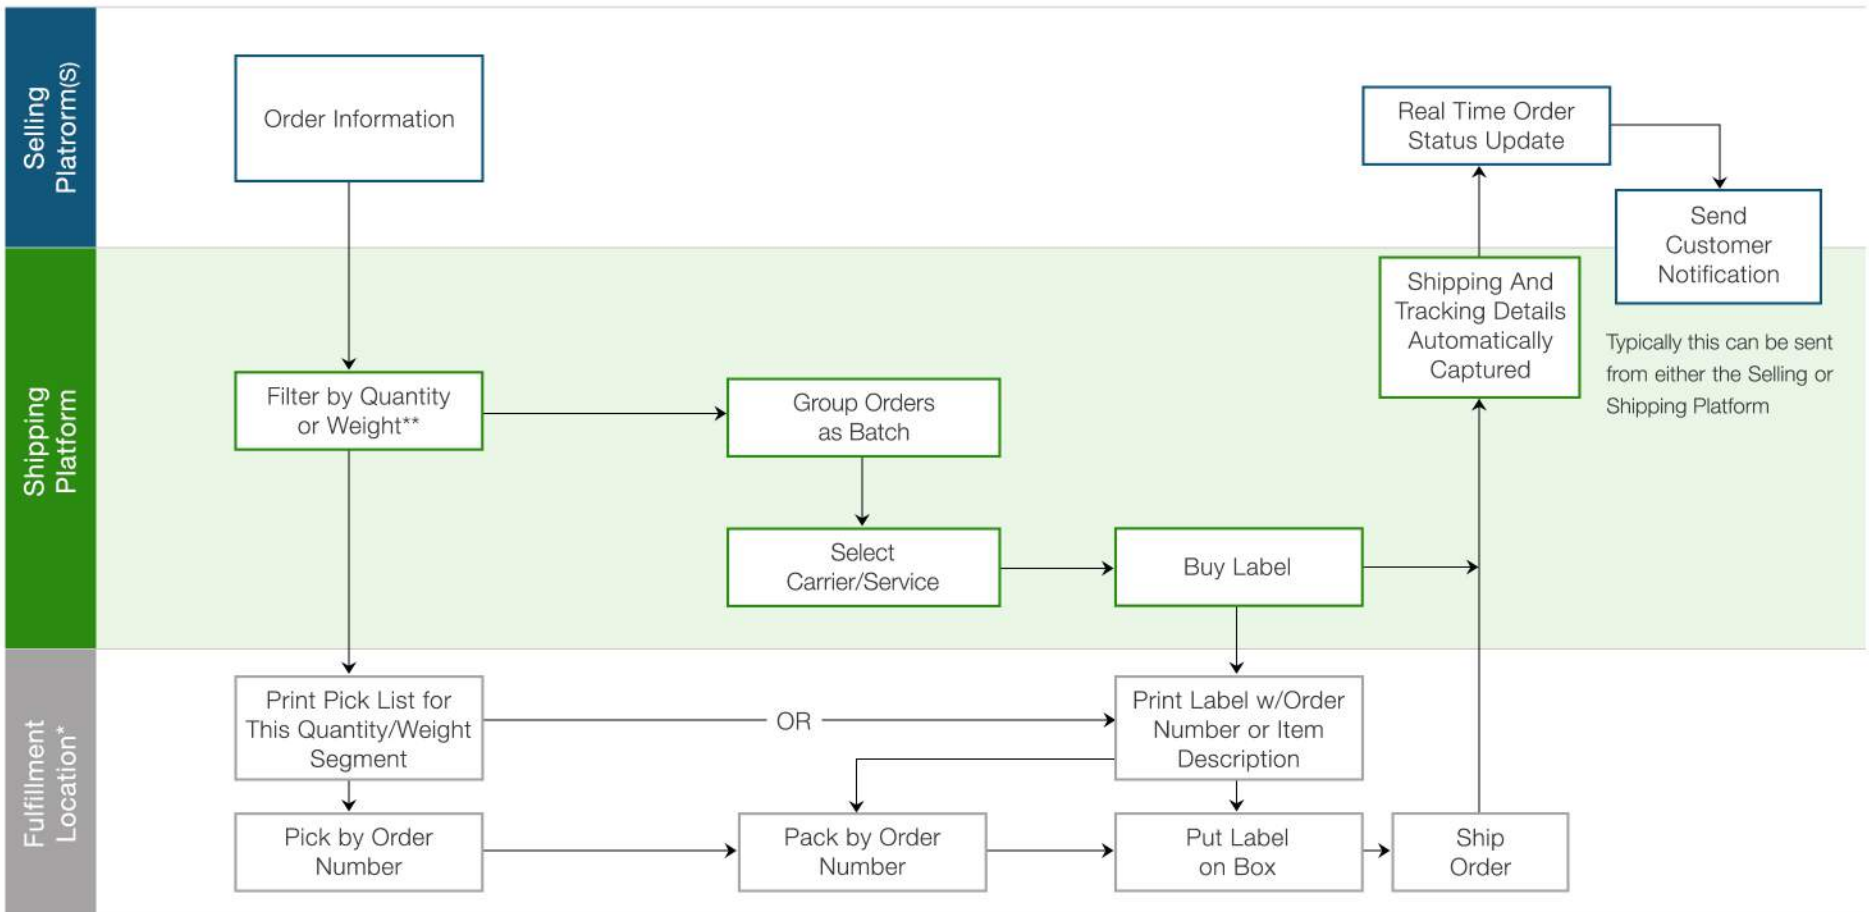 Selling
Platrorm(S)
Order Information
Real Time Order
Status Update
Send
Customer
Notification
Shipping
Platform
Shipping And
Tracking Details
Automatically
Captured
Typically this can be sent
from either the Selling or
Shipping Platform
Filter by Quantity
or Weight**
Group Orders
as Batch
Select
Carrier/Service
Buy Label
Fulfillment
Location*
Print Pick List for
This Quantity/Weight
Segment
OR
Print Label w/Order
Number or Item
Description
Pick by Order
Number
Pack by Order
Number
Put Label
on Box
Ship
Order